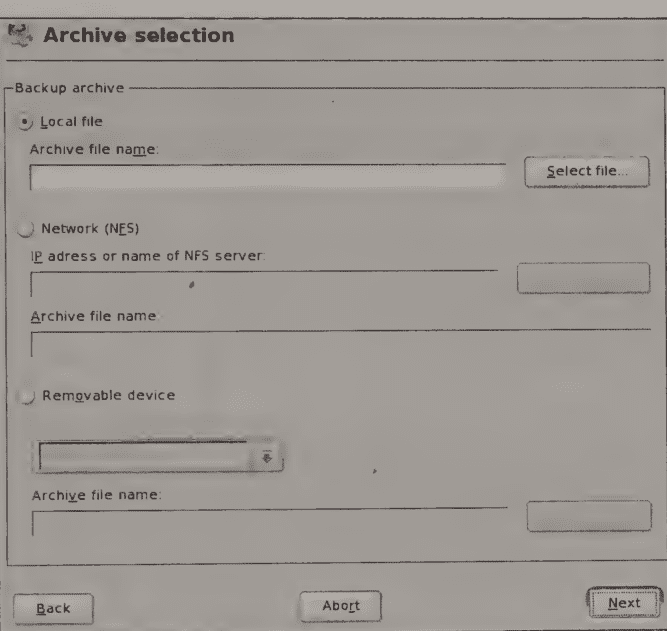 Archive selection
Backup archive
Local file
Archive file name:
Select file...
Network (NFS)
IP adress or name of NFS server:
Archive file name
Removable device
Archive file name:
Back
Abort
Next